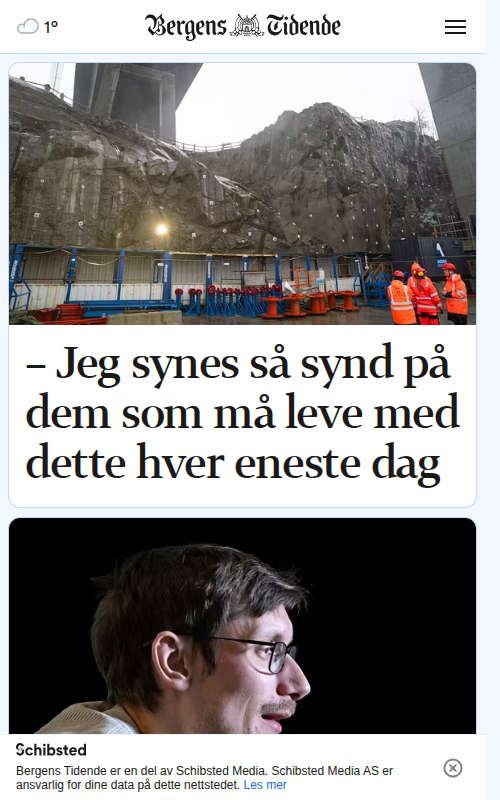 1°
Bergens Tidende
– Jeg synes så synd på
dem som må leve med
dette hver eneste dag
Schibsted
Bergens Tidende er en del av Schibsted Media. Schibsted Media AS er
ansvarlig for dine data på dette nettstedet. Les mer